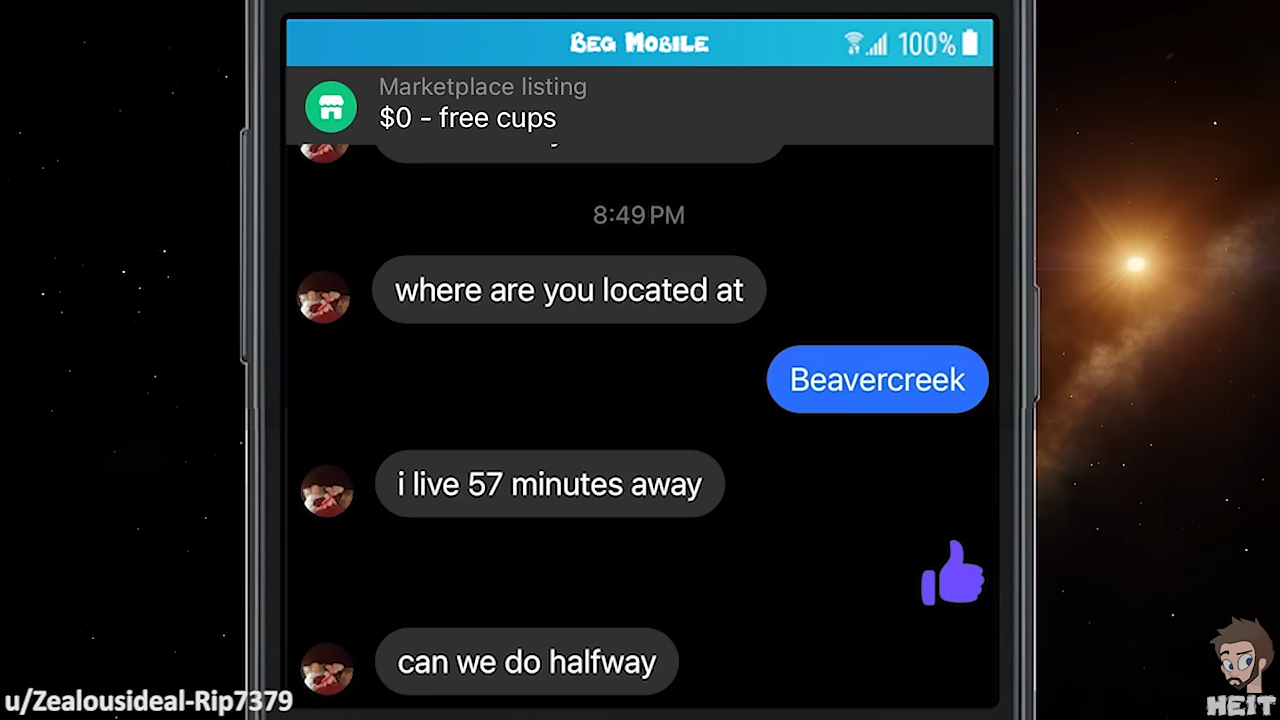 BEG MOBILE
100%
Marketplace listing
$0 - free cups
8:49 PM
where are you located at
Beavercreek
i live 57 minutes away
can we do halfway
u/Zealousideal-Rip7379
HEIT